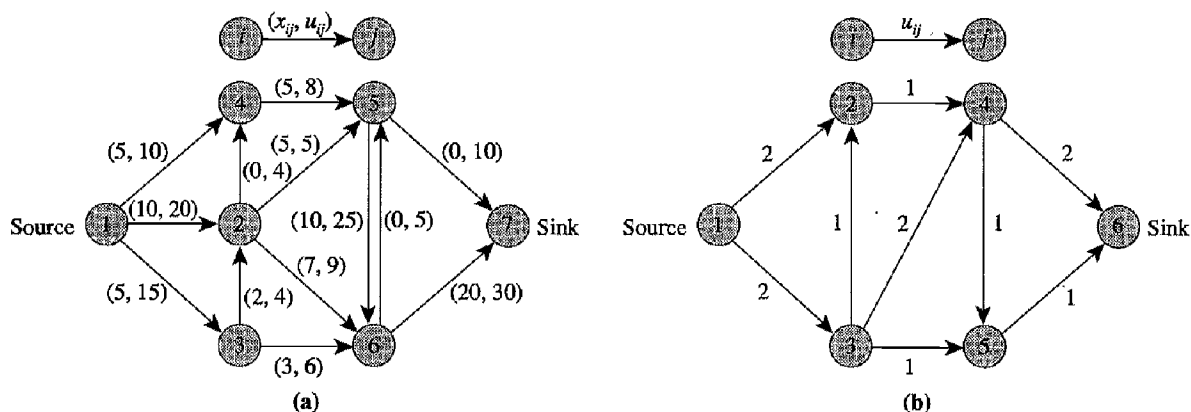 (x_ij, u_ij)
i j
(5, 8)
4 5
(5, 10) (5, 5) (0, 10)
(0, 4)
Source 1 (10, 20) 2 (10, 25) (0, 5) 7 Sink
(7, 9)
(5, 15) (2, 4) (20, 30)
3 6
(3, 6)
(a)
u_ij
i j
1
2 4
2 2
Source 1 1 2 1 6 Sink
2 1
3 5
1
(b)